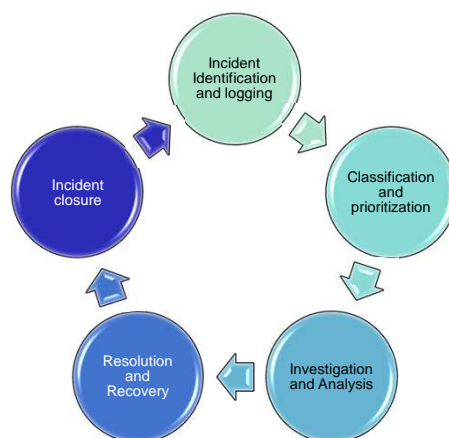 Incident
Identification
and logging
Classification
and
prioritization
Investigation
and Analysis
Resolution
and
Recovery
Incident
closure